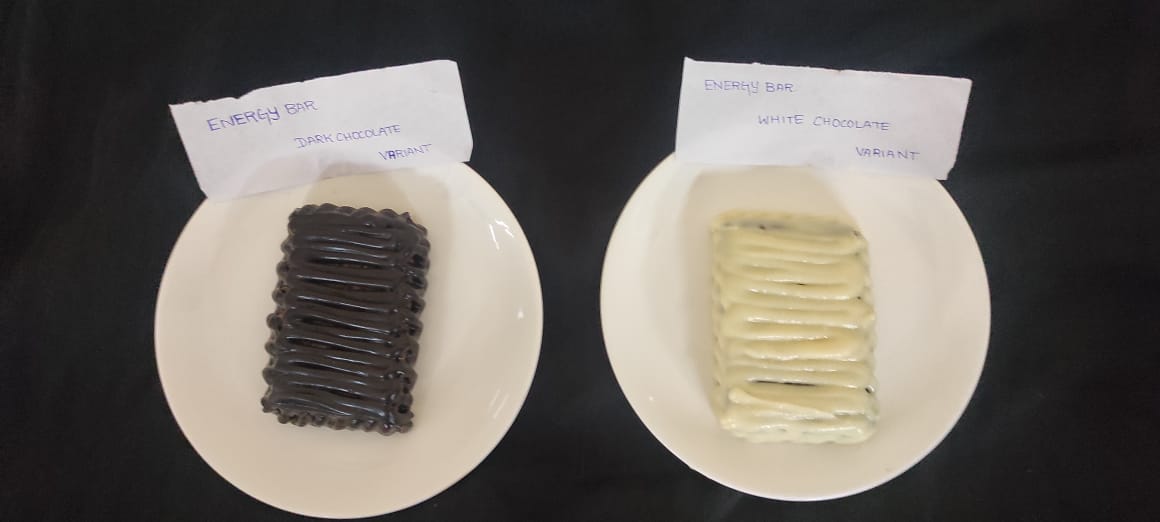 ENERGY BAR
DARK CHOCOLATE
VARIANT
ENERGY BAR
WHITE CHOCOLATE
VARIANT